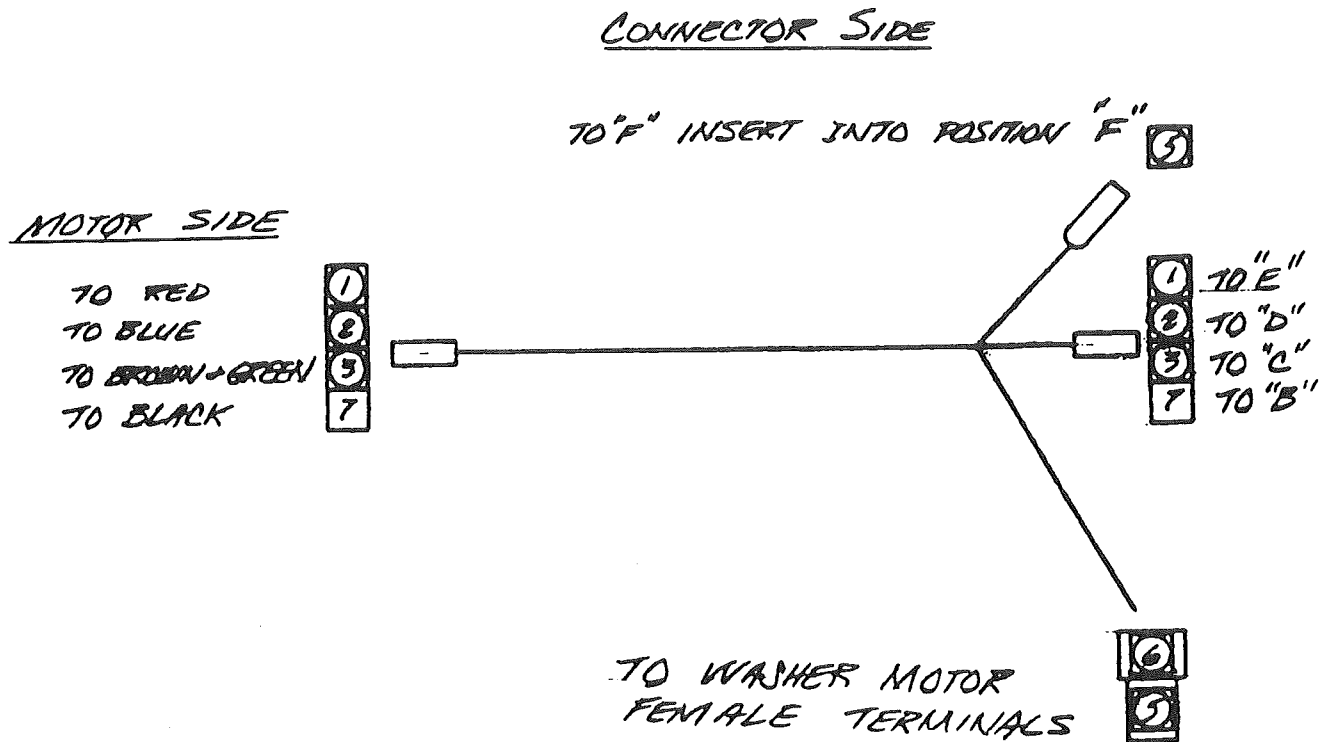 CONNECTOR SIDE
TO "F" INSERT INTO POSITION "F"
5
MOTOR SIDE
TO RED
TO BLUE
TO BROWN + GREEN
TO BLACK
1
2
3
7
1 TO "E"
2 TO "D"
3 TO "C"
7 TO "B"
TO WASHER MOTOR
FEMALE TERMINALS
6
5